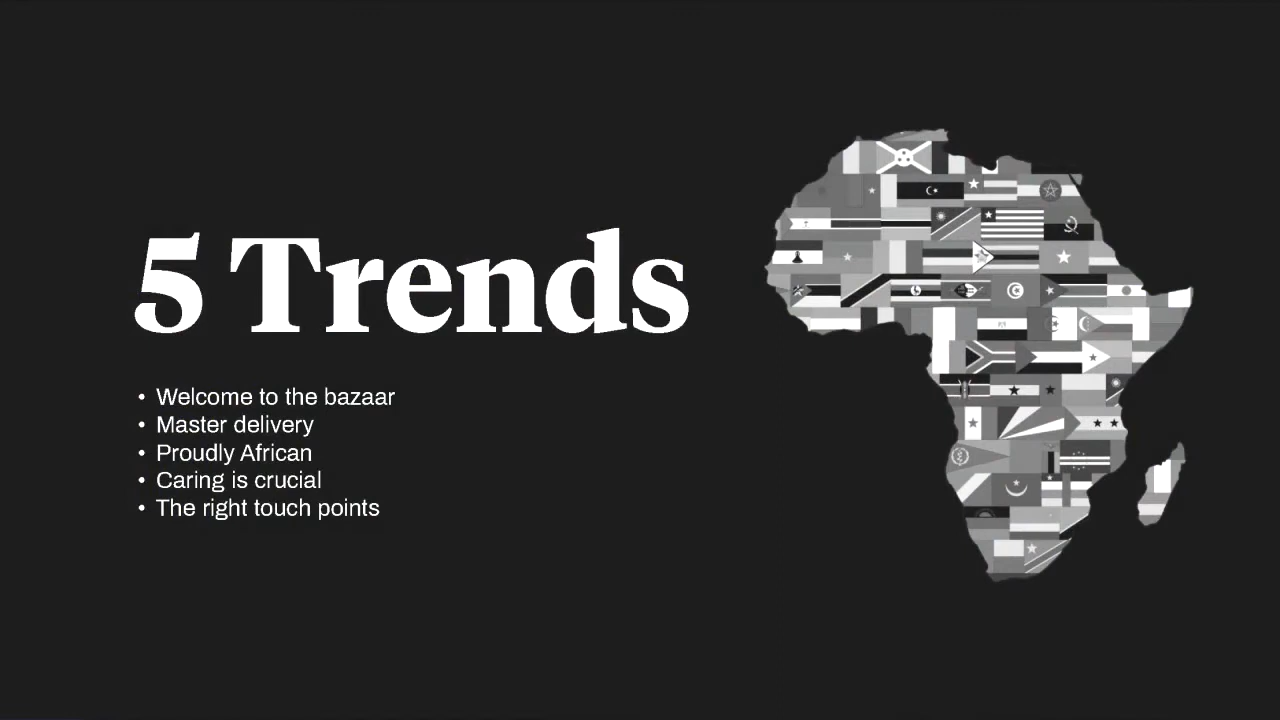 5 Trends
• Welcome to the bazaar
• Master delivery
• Proudly African
• Caring is crucial
• The right touch points